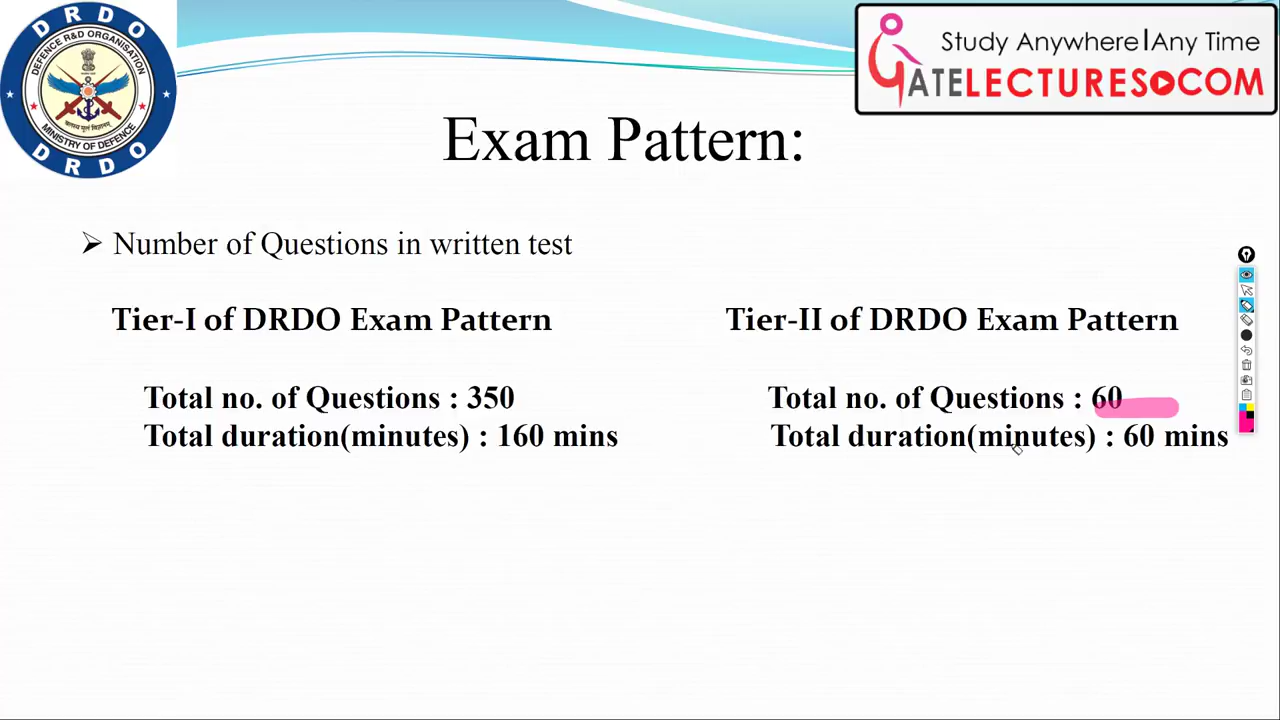 DRDO
DEFENCE R&D ORGANISATION
MINISTRY OF DEFENCE
DRDO
Study Anywhere|Any Time
GATELECTURES.COM
Exam Pattern:
➢ Number of Questions in written test
Tier-I of DRDO Exam Pattern
Total no. of Questions : 350
Total duration(minutes) : 160 mins
Tier-II of DRDO Exam Pattern
Total no. of Questions : 60
Total duration(minutes) : 60 mins